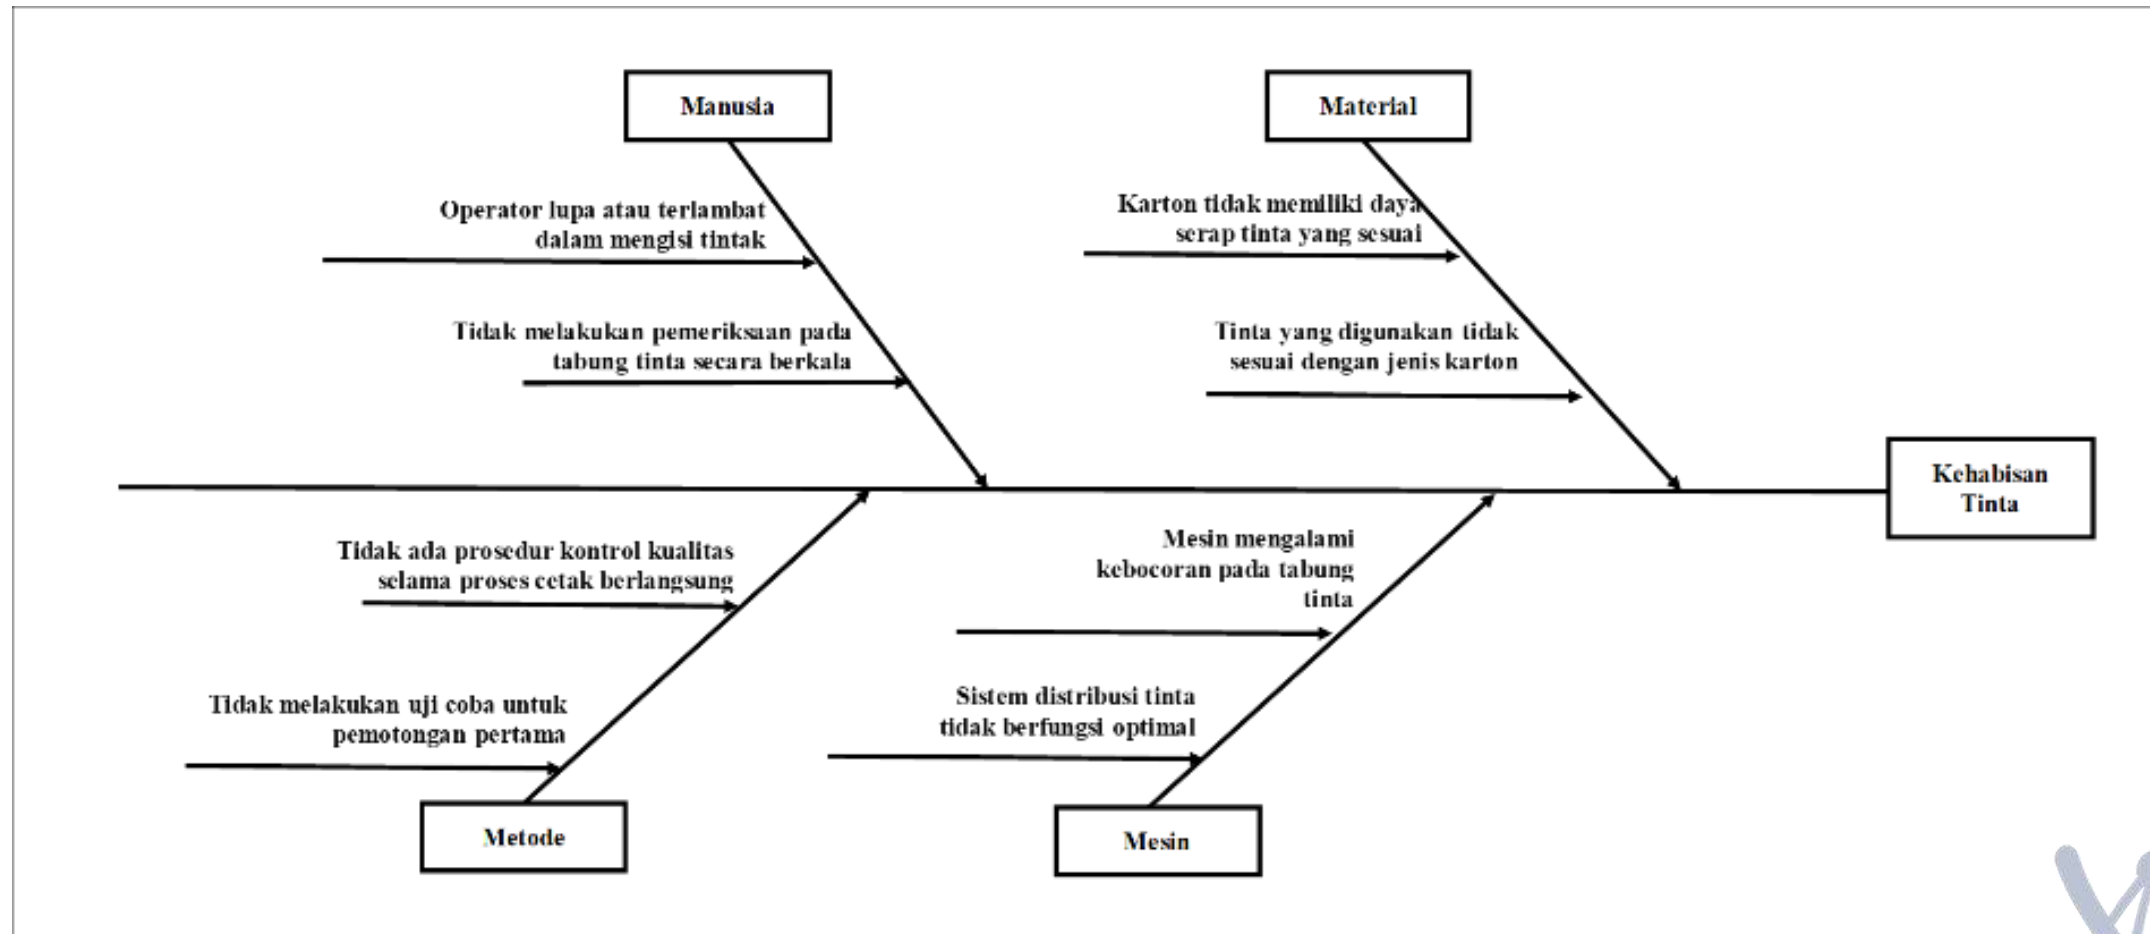 Manusia
Material
Operator lupa atau terlambat
dalam mengisi tintak
Karton tidak memiliki daya
serap tinta yang sesuai
Tidak melakukan pemeriksaan pada
tabung tinta secara berkala
Tinta yang digunakan tidak
sesuai dengan jenis karton
Kehabisan
Tinta
Tidak ada prosedur kontrol kualitas
selama proses cetak berlangsung
Mesin mengalami
kebocoran pada tabung
tinta
Tidak melakukan uji coba untuk
pemotongan pertama
Sistem distribusi tinta
tidak berfungsi optimal
Metode
Mesin